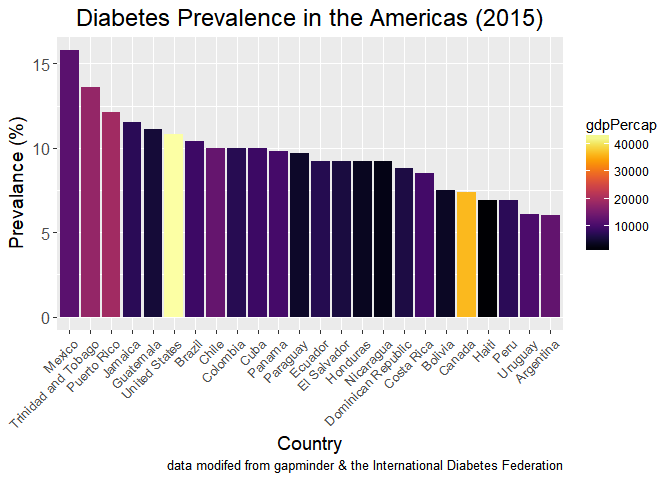 Diabetes Prevalence in the Americas (2015)
Prevalance (%)
15
10
5
0
Mexico
Trinidad and Tobago
Puerto Rico
Jamaica
Guatemala
United States
Brazil
Chile
Colombia
Cuba
Panama
Paraguay
Ecuador
El Salvador
Honduras
Nicaragua
Dominican Republic
Costa Rica
Bolivia
Canada
Haiti
Peru
Uruguay
Argentina
Country
gdpPercap
40000
30000
20000
10000
data modifed from gapminder & the International Diabetes Federation